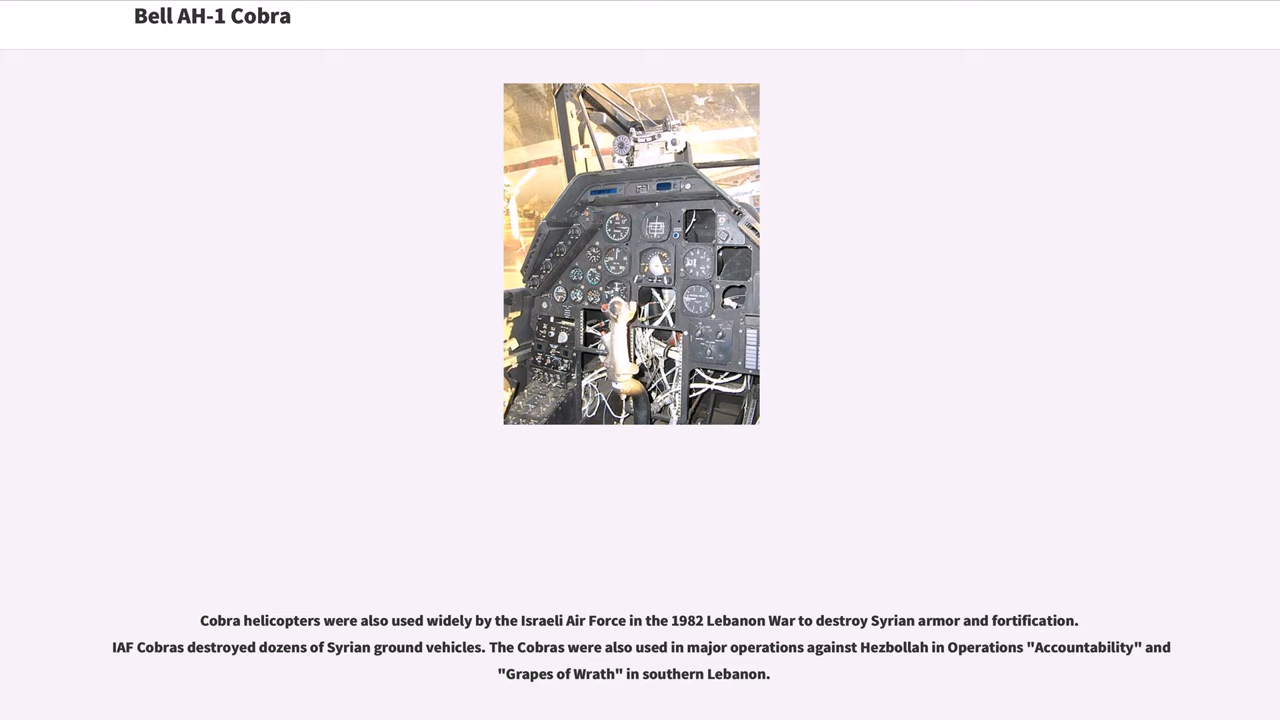 Bell AH-1 Cobra
Cobra helicopters were also used widely by the Israeli Air Force in the 1982 Lebanon War to destroy Syrian armor and fortification.
IAF Cobras destroyed dozens of Syrian ground vehicles. The Cobras were also used in major operations against Hezbollah in Operations "Accountability" and
"Grapes of Wrath" in southern Lebanon.